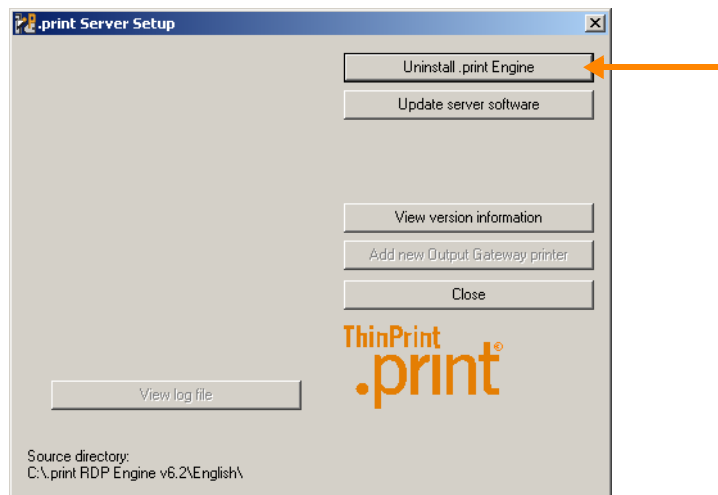 .print Server Setup
Uninstall .print Engine
Update server software
View version information
Add new Output Gateway printer
Close
ThinPrint
.print©
View log file
Source directory:
C:\.print RDP Engine v6.2\English\